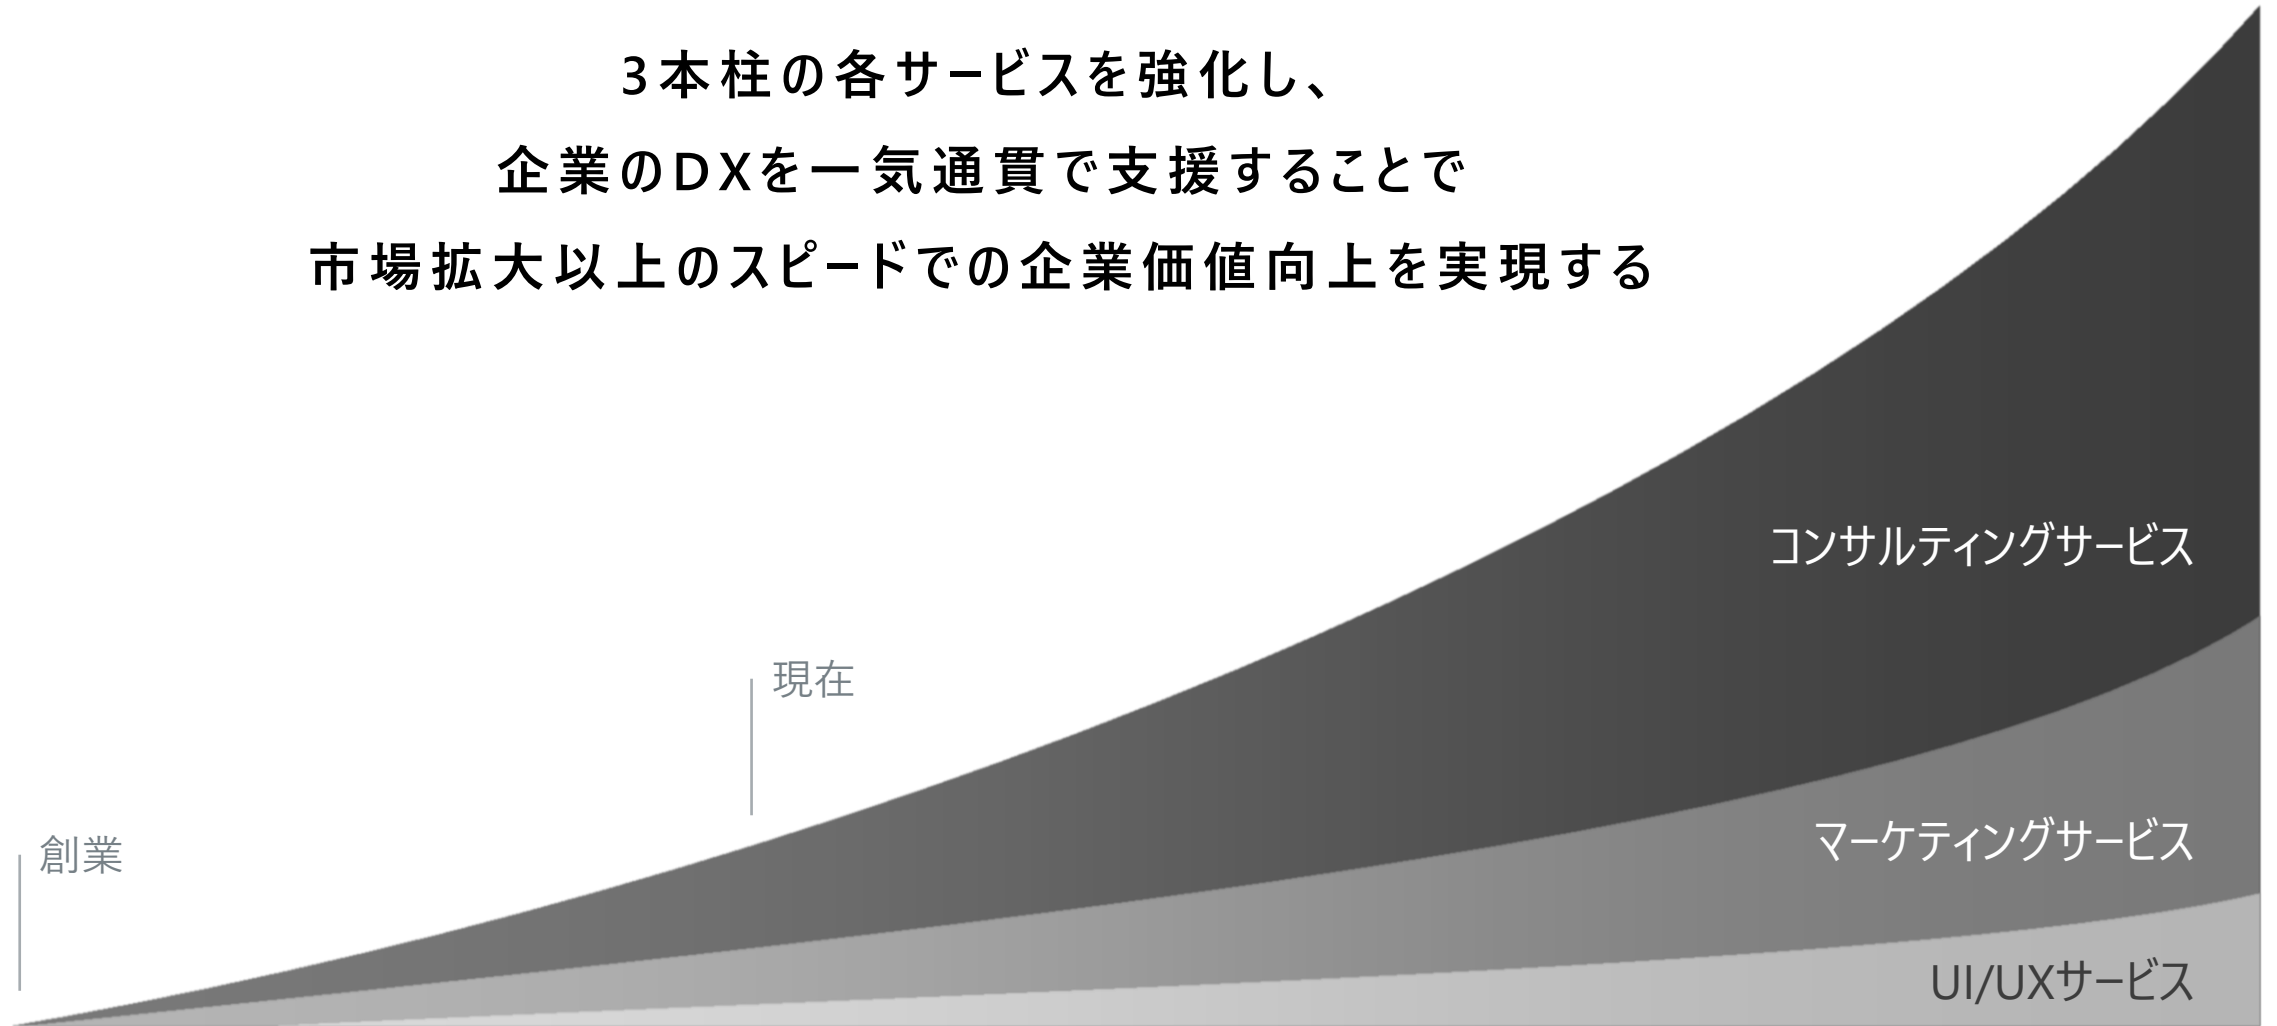 3本柱の各サービスを強化し、
企業のDXを一気通貫で支援することで
市場拡大以上のスピードでの企業価値向上を実現する
コンサルティングサービス
現在
マーケティングサービス
創業
UI/UXサービス